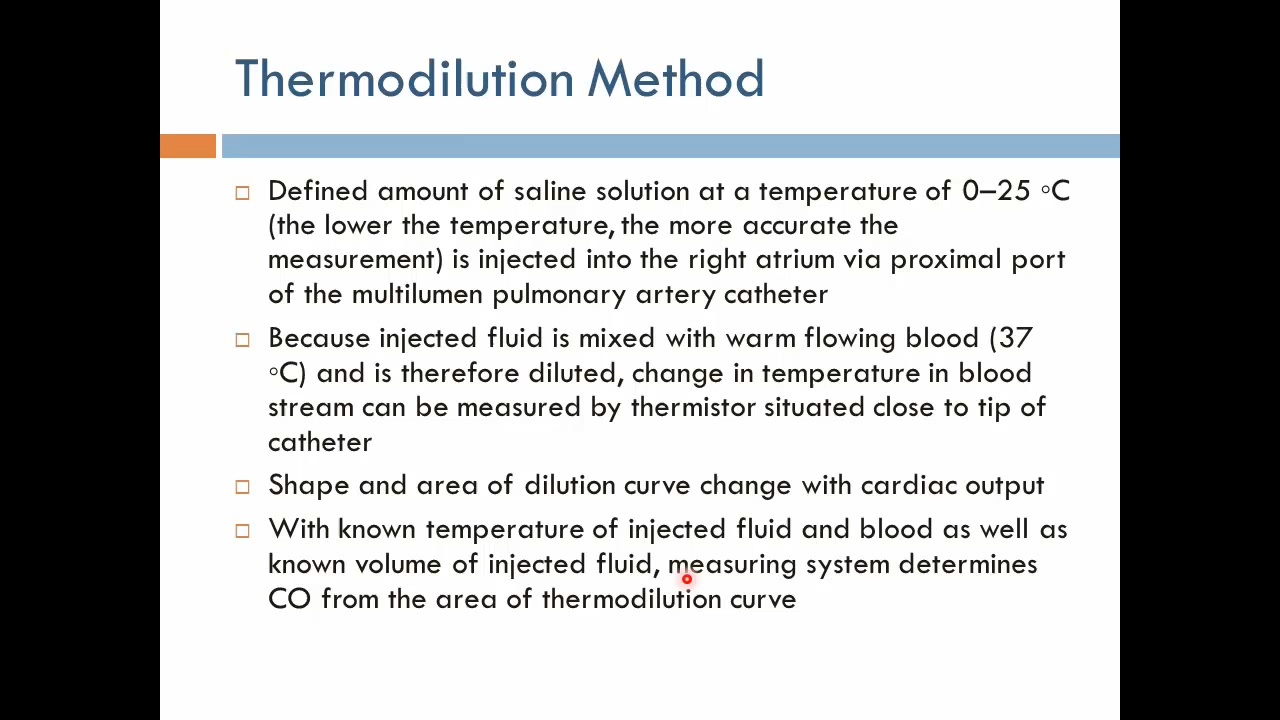 Thermodilution Method
Defined amount of saline solution at a temperature of 0–25 ◦C
(the lower the temperature, the more accurate the
measurement) is injected into the right atrium via proximal port
of the multilumen pulmonary artery catheter
Because injected fluid is mixed with warm flowing blood (37
◦C) and is therefore diluted, change in temperature in blood
stream can be measured by thermistor situated close to tip of
catheter
Shape and area of dilution curve change with cardiac output
With known temperature of injected fluid and blood as well as
known volume of injected fluid, measuring system determines
CO from the area of thermodilution curve